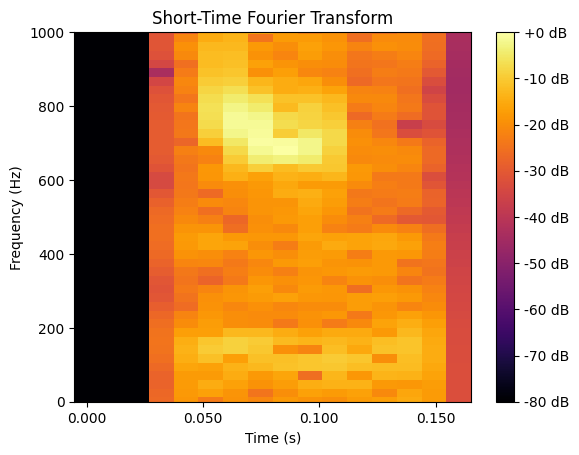 Short-Time Fourier Transform
1000
800
600
400
200
0
Frequency (Hz)
0.000
0.050
0.100
0.150
Time (s)
+0 dB
-10 dB
-20 dB
-30 dB
-40 dB
-50 dB
-60 dB
-70 dB
-80 dB